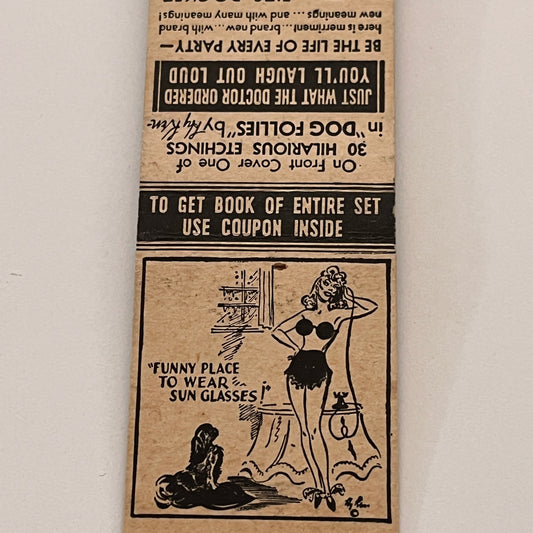 On Front Cover One of
30 HILARIOUS ETCHINGS
in "DOG FOLLIES" by
JUST WHAT THE DOCTOR ORDERED
YOU'LL LAUGH OUT LOUD
BE THE LIFE OF EVERY PARTY—
here is merriment...brand new...with brand
new meanings...and with many meanings!
TO GET BOOK OF ENTIRE SET
USE COUPON INSIDE
"FUNNY PLACE
TO WEAR
SUN GLASSES!"
©